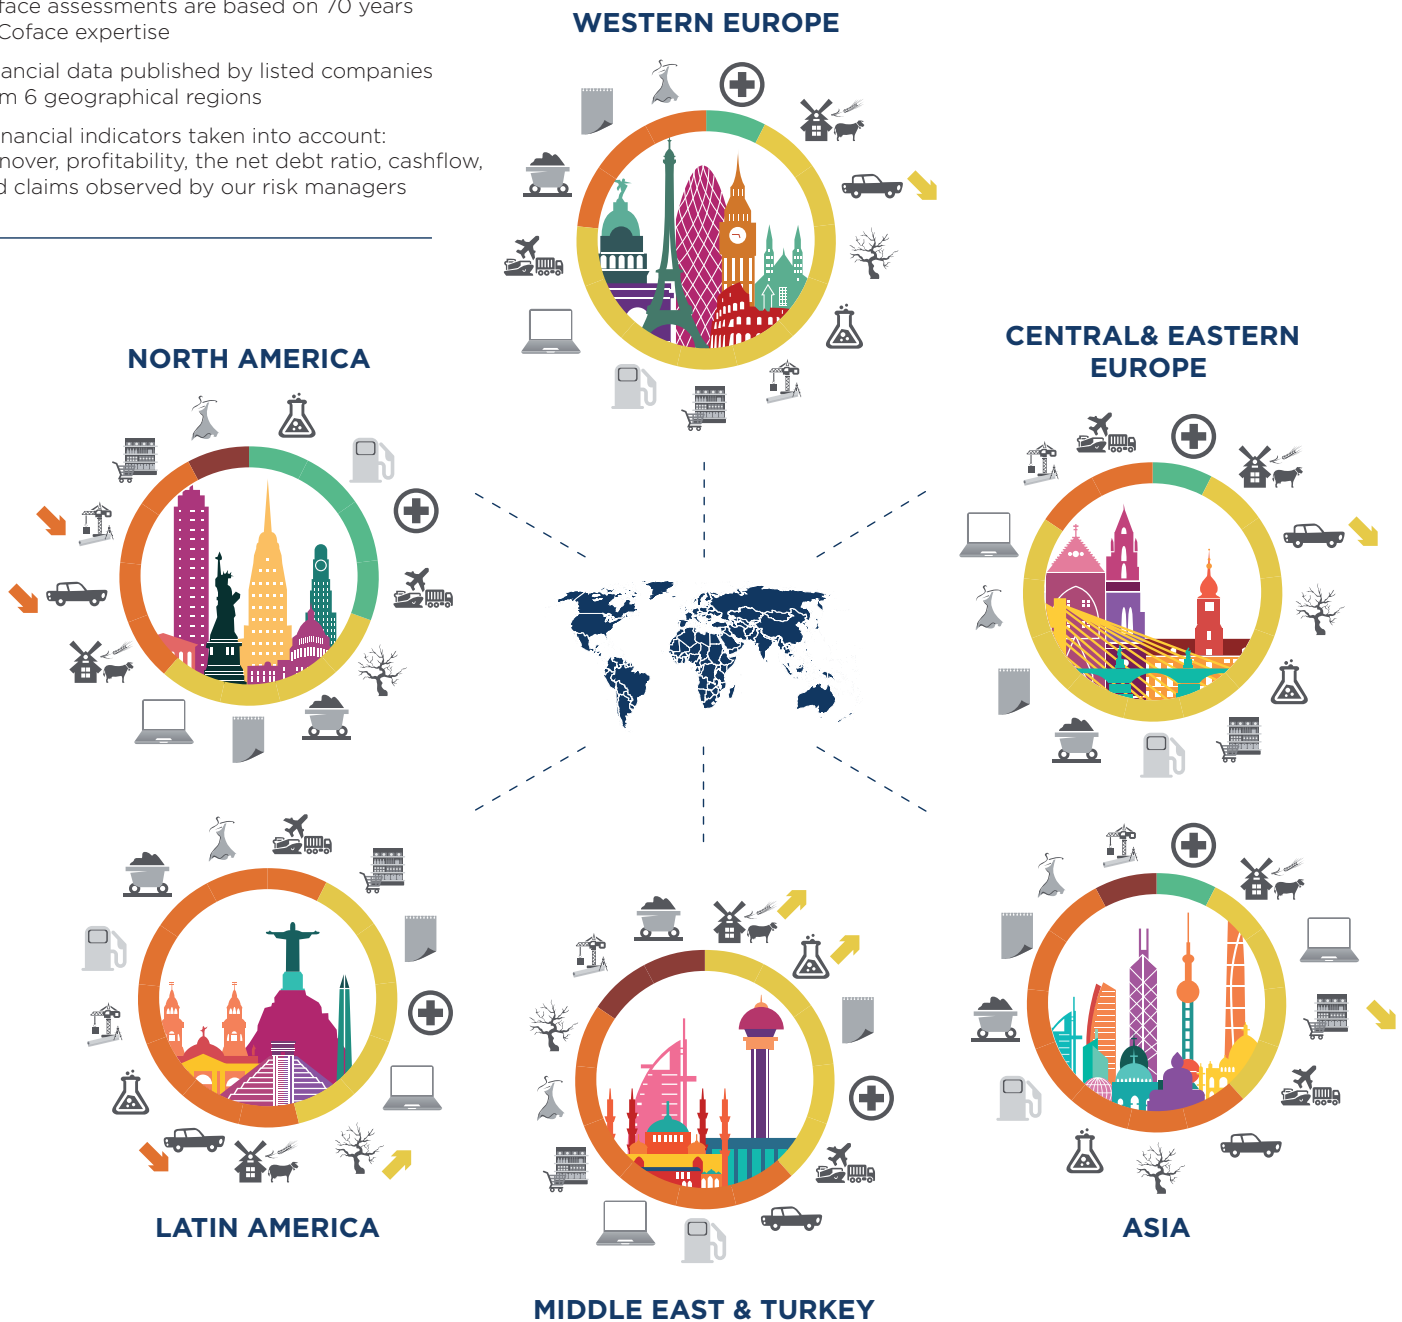 face assessments are based on 70 years
Coface expertise
ancial data published by listed companies
m 6 geographical regions
inancial indicators taken into account:
nover, profitability, the net debt ratio, cashflow,
d claims observed by our risk managers
WESTERN EUROPE
NORTH AMERICA
CENTRAL& EASTERN
EUROPE
LATIN AMERICA
ASIA
MIDDLE EAST & TURKEY